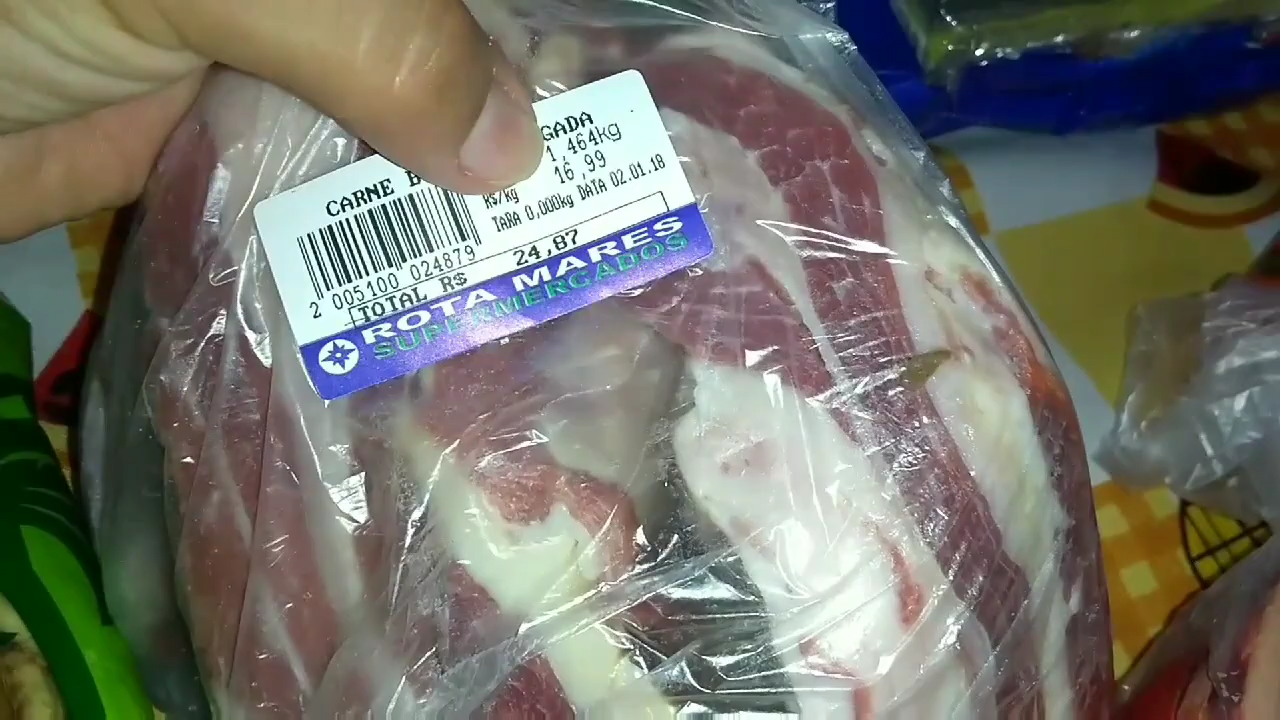 CARNE B GADA
1,464kg
R$/kg 16,99
TARA 0,000kg DATA 02.01.18
2 005100 024879
TOTAL R$ 24,87
ROTA MARES
SUPERMERCADOS